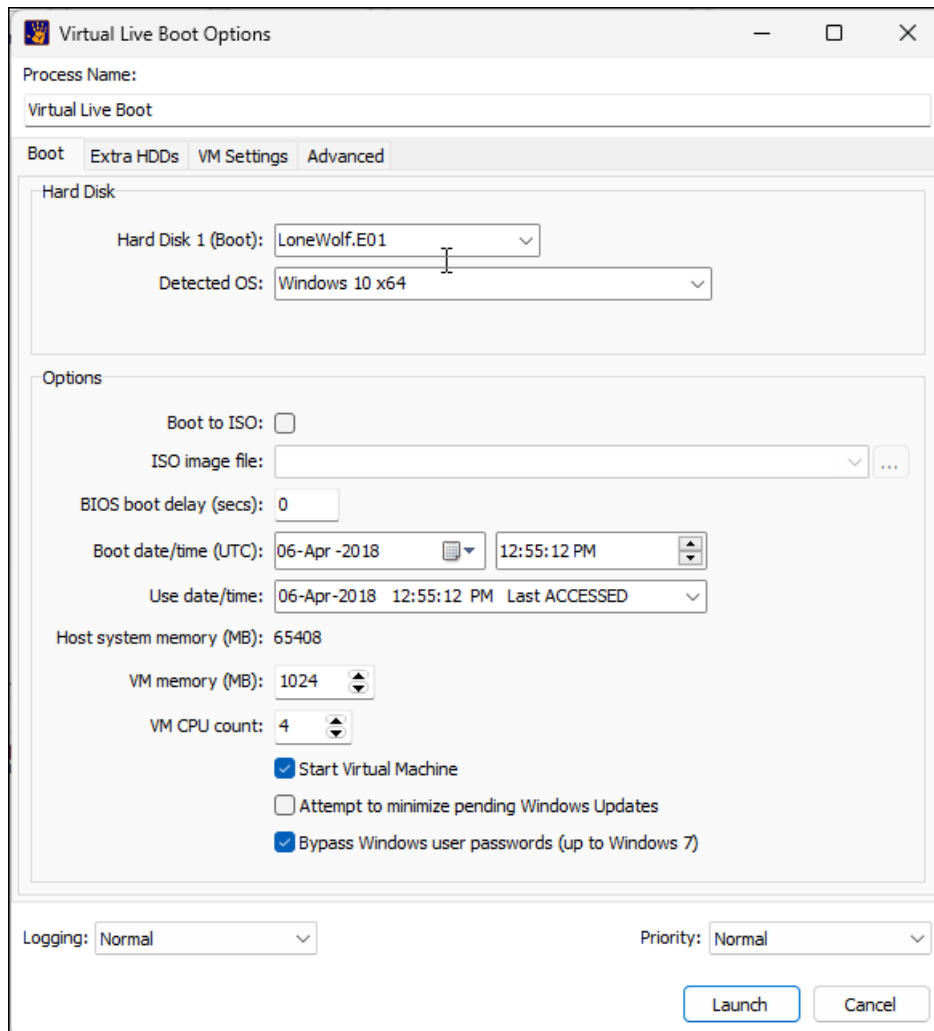 Virtual Live Boot Options
Process Name:
Virtual Live Boot
Boot Extra HDDs VM Settings Advanced
Hard Disk
Hard Disk 1 (Boot): LoneWolf.E01
Detected OS: Windows 10 x64
Options
Boot to ISO:
ISO image file: ...
BIOS boot delay (secs): 0
Boot date/time (UTC): 06-Apr -2018 12:55:12 PM
Use date/time: 06-Apr-2018 12:55:12 PM Last ACCESSED
Host system memory (MB): 65408
VM memory (MB): 1024
VM CPU count: 4
Start Virtual Machine
Attempt to minimize pending Windows Updates
Bypass Windows user passwords (up to Windows 7)
Logging: Normal Priority: Normal
Launch Cancel